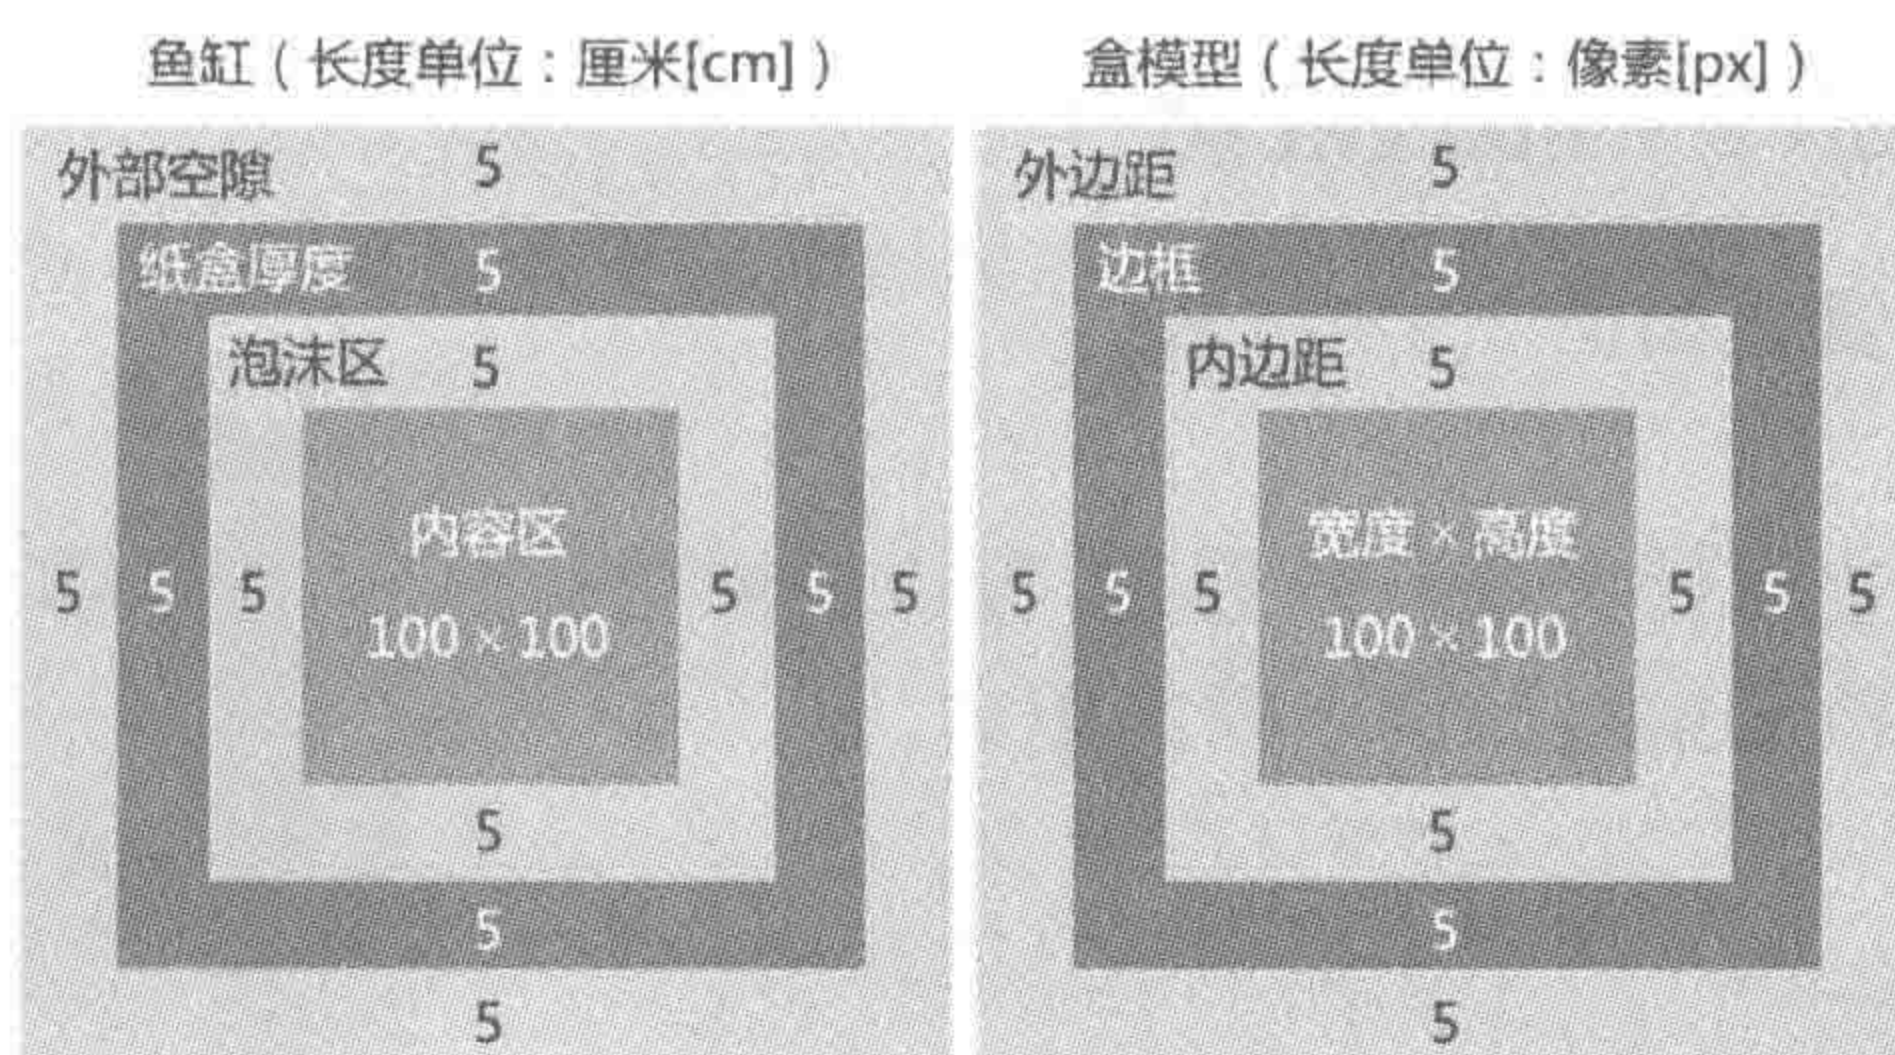 鱼缸（长度单位：厘米[cm]）
外部空隙 5
纸盒厚度 5
泡沫区 5
内容区
5 5 5 5 5 5
100 × 100
5
5
5
盒模型（长度单位：像素[px]）
外边距 5
边框 5
内边距 5
宽度 × 高度
5 5 5 5 5 5
100 × 100
5
5
5